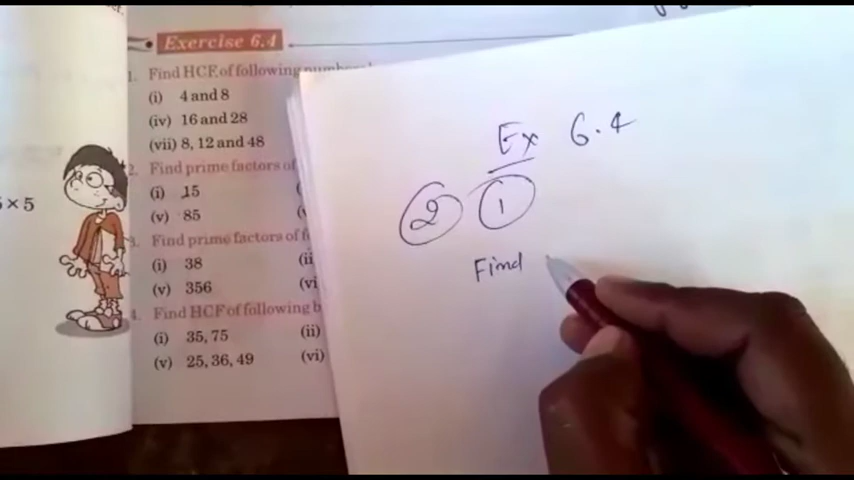 ×5
Exercise 6.4
1. Find HCF of following
(i) 4 and 8
(iv) 16 and 28
(vii) 8, 12 and 48
2. Find prime factors of
(i) 15
(v) 85
Find prime factors of
(i) 38 (ii
(v) 356 (vi
4. Find HCF of following
(i) 35, 75 (ii)
(v) 25, 36, 49 (vi)
Ex 6.4
2 1
Find